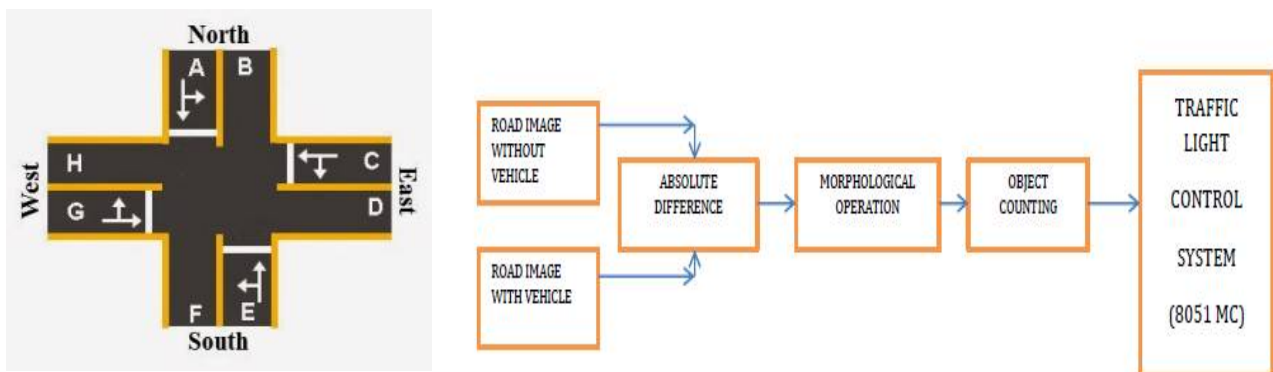 North
A B
H
C
West
East
G
D
F E
South
ROAD IMAGE
WITHOUT
VEHICLE
ROAD IMAGE
WITH VEHICLE
ABSOLUTE
DIFFERENCE
MORPHOLOGICAL
OPERATION
OBJECT
COUNTING
TRAFFIC
LIGHT
CONTROL
SYSTEM
(8051 MC)